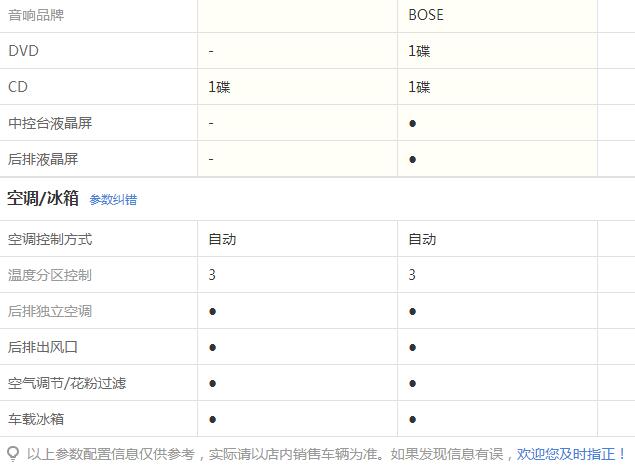 音响品牌 BOSE
DVD - 1碟
CD 1碟 1碟
中控台液晶屏 - ●
后排液晶屏 - ●
空调/冰箱 参数纠错
空调控制方式 自动 自动
温度分区控制 3 3
后排独立空调 ● ●
后排出风口 ● ●
空气调节/花粉过滤 ● ●
车载冰箱 ● ●
以上参数配置信息仅供参考，实际请以店内销售车辆为准。如果发现信息有误，欢迎您及时指正！